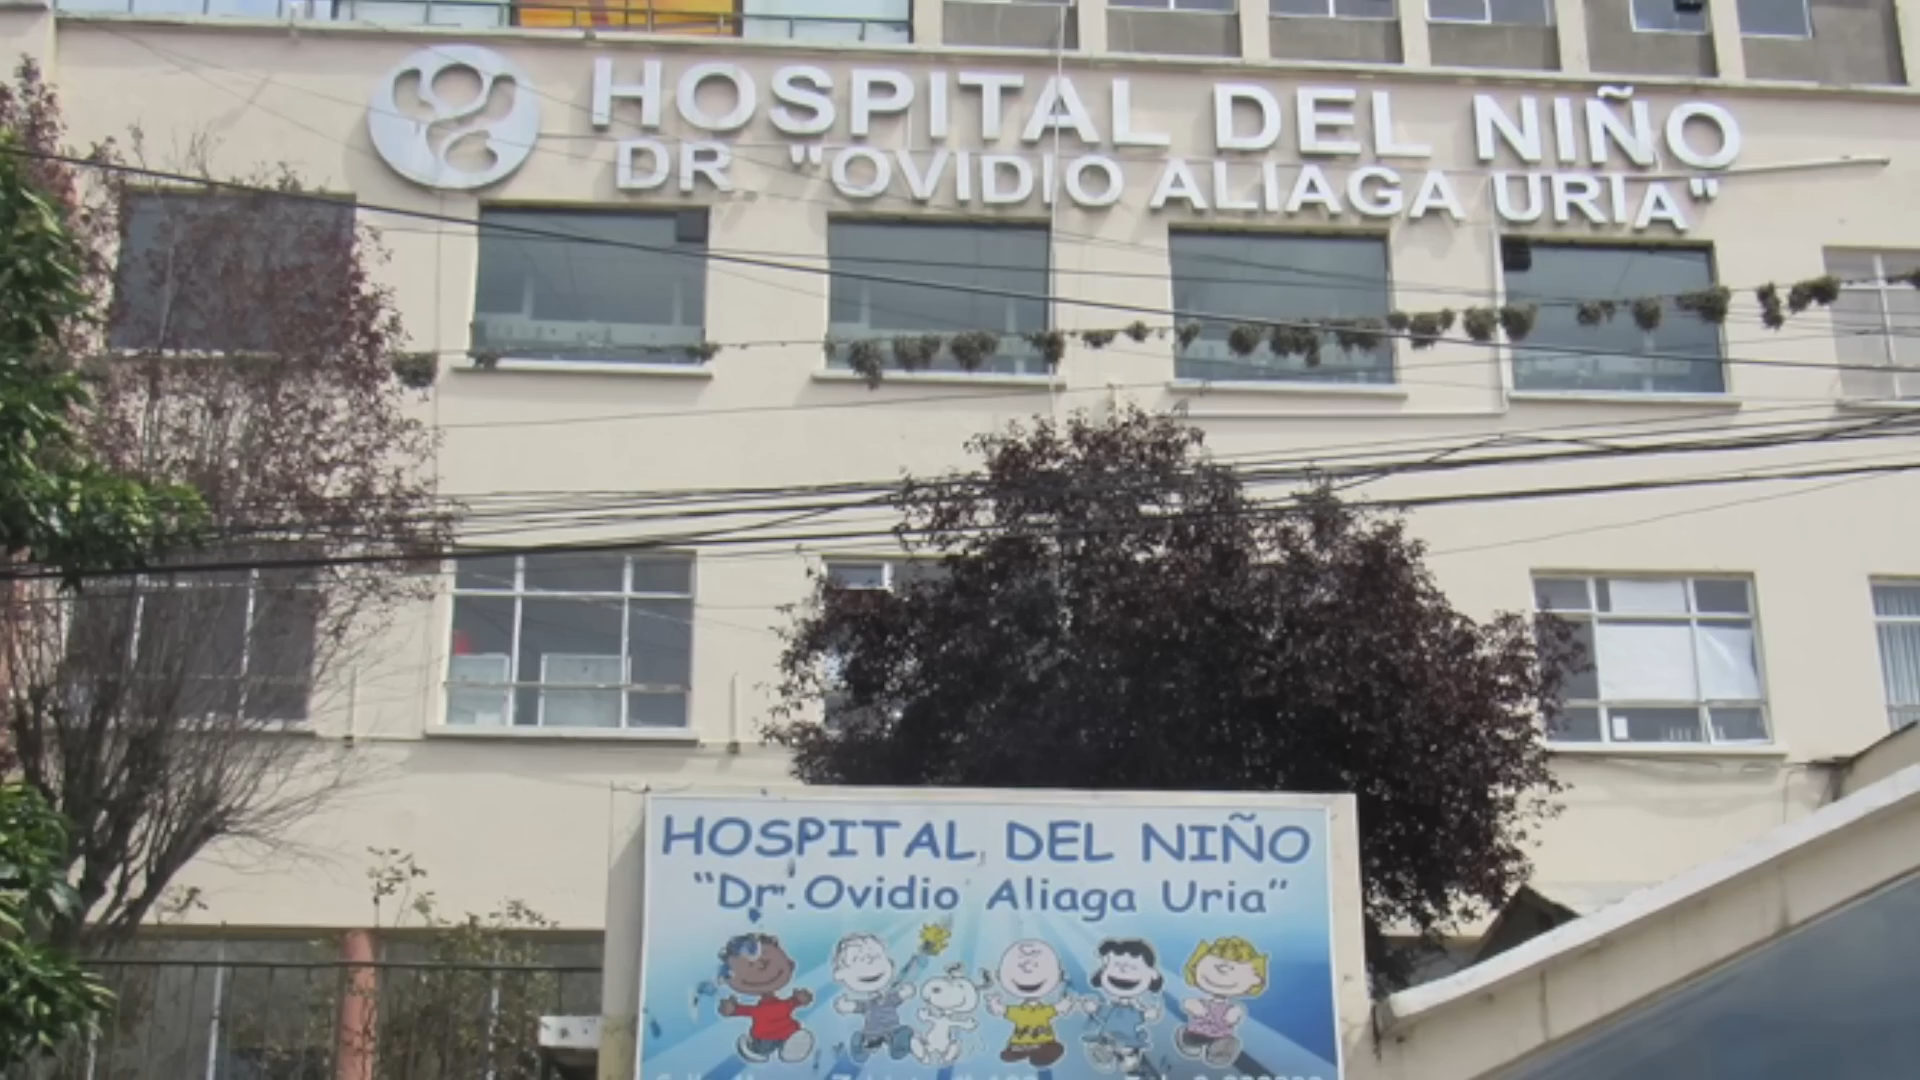 HOSPITAL DEL NIÑO
DR. "OVIDIO ALIAGA URIA"
HOSPITAL DEL NIÑO
“Dr. Ovidio Aliaga Uria”